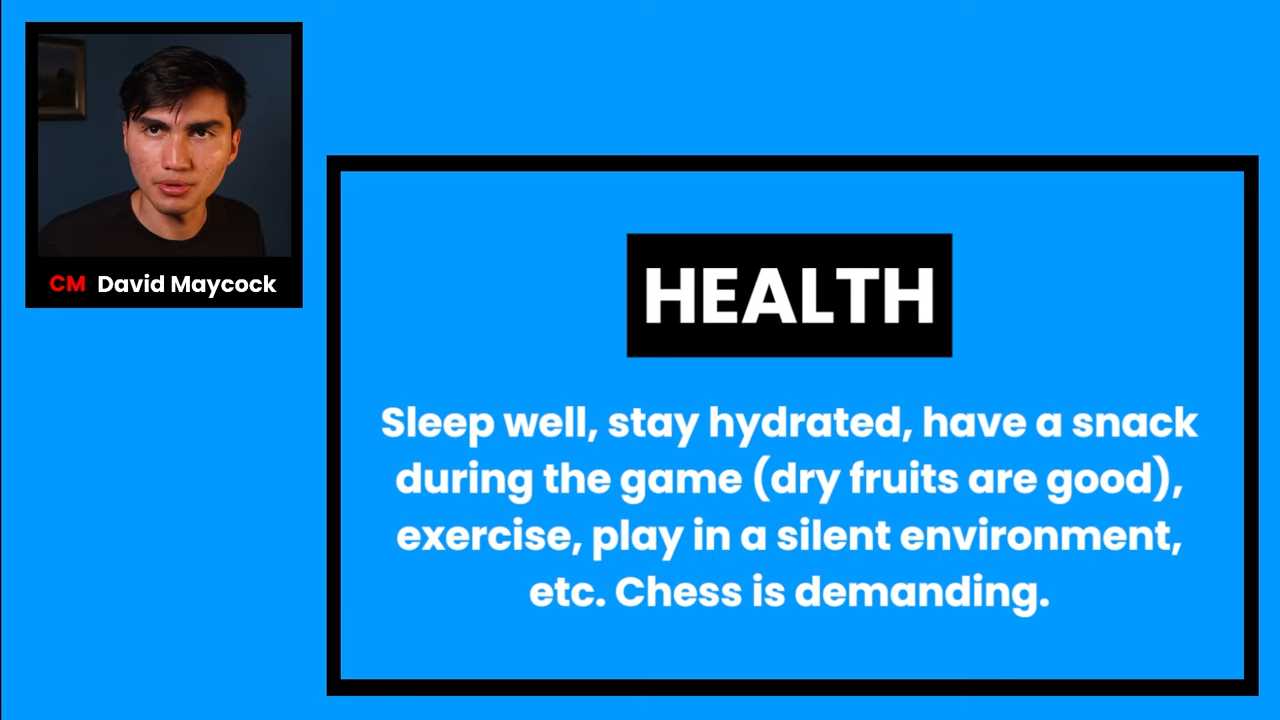 CM David Maycock
HEALTH
Sleep well, stay hydrated, have a snack
during the game (dry fruits are good),
exercise, play in a silent environment,
etc. Chess is demanding.